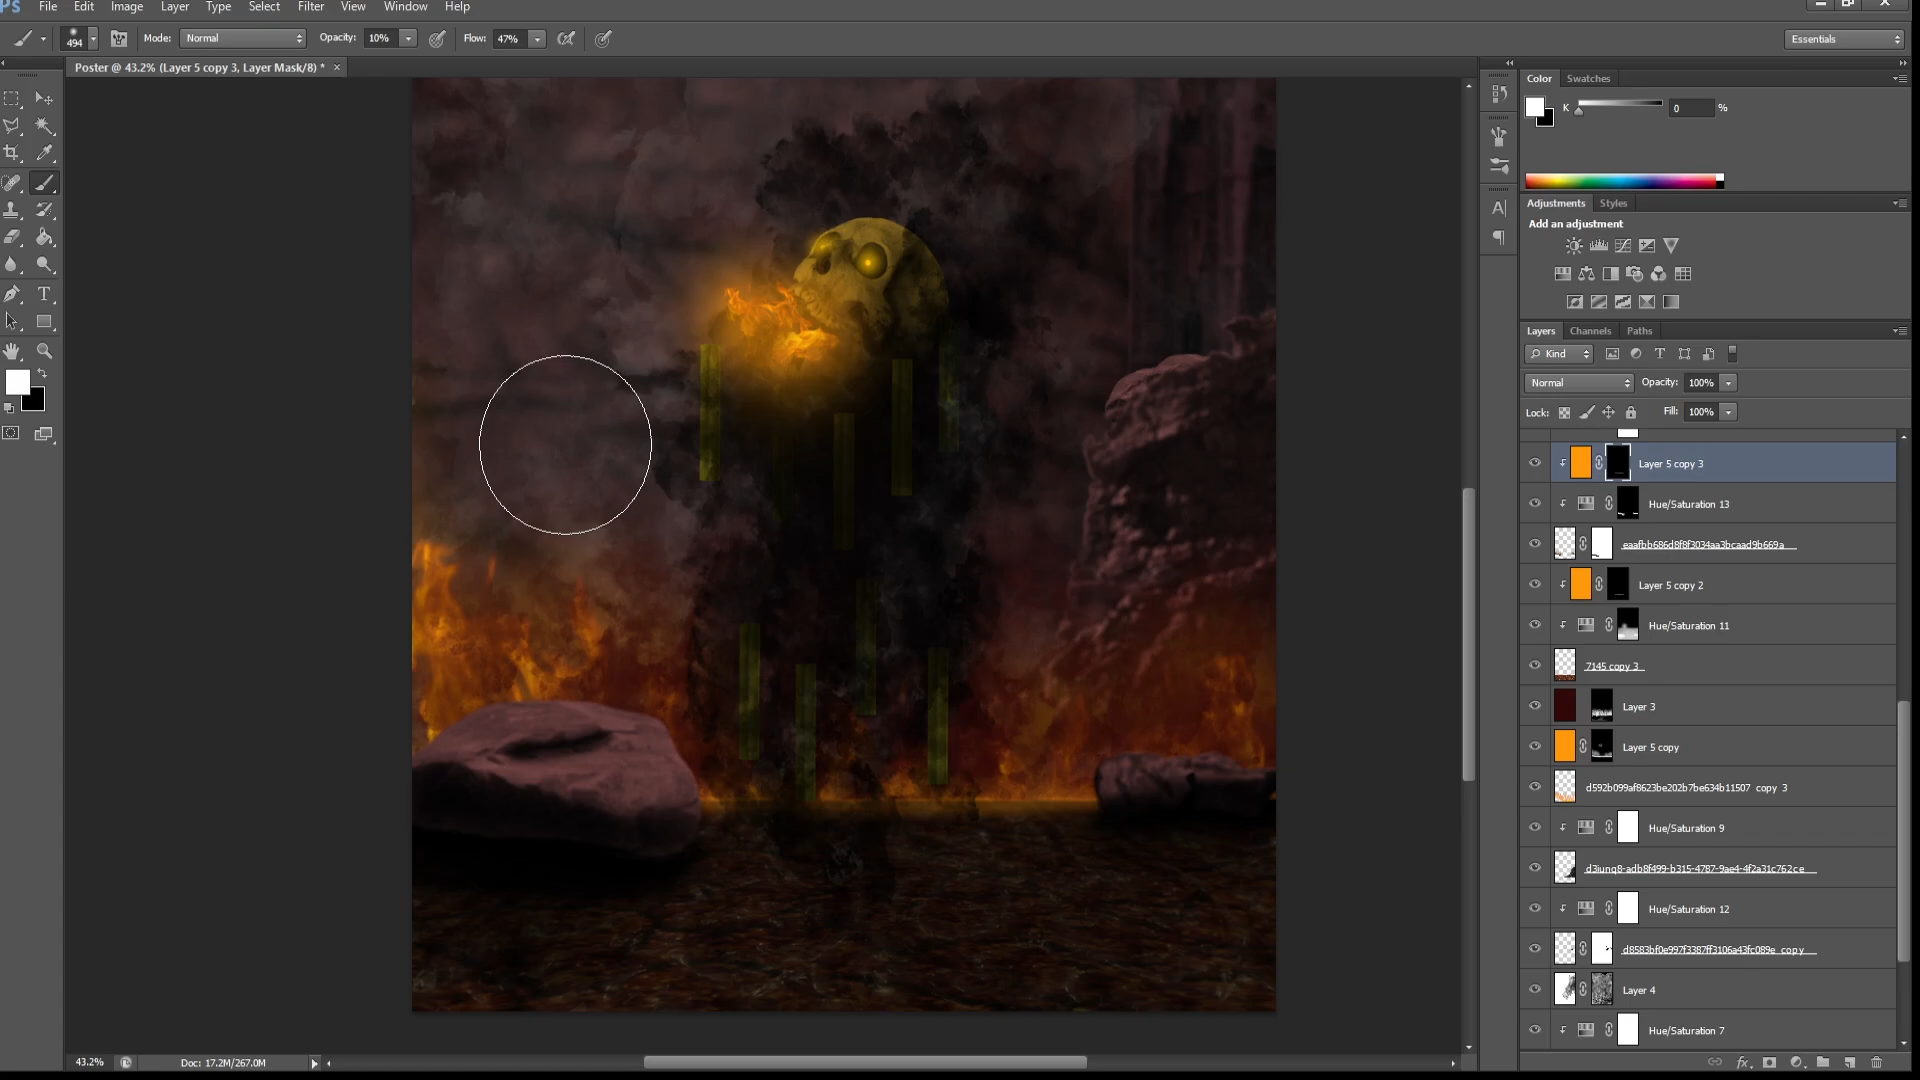 PS File Edit Image Layer Type Select Filter View Window Help
494 Mode: Normal Opacity: 10% Flow: 47% Essentials
Poster @ 43.2% (Layer 5 copy 3, Layer Mask/8) * ×
Color Swatches
K 0 %
Adjustments Styles
Add an adjustment
Layers Channels Paths
Kind
Normal Opacity: 100%
Lock: Fill: 100%
Layer 5 copy 3
Hue/Saturation 13
eaafbb686d8f8f3034aa3bcaad9b669a
Layer 5 copy 2
Hue/Saturation 11
7145 copy 3
Layer 3
Layer 5 copy
d592b099af8623be202b7be634b11507 copy 3
Hue/Saturation 9
d3iunq8-adb8f499-b315-4787-9ae4-4f2a31c762ce
Hue/Saturation 12
d8583bf0e997f3387ff3106a43fc089e copy
Layer 4
Hue/Saturation 7
43.2% Doc: 17.2M/267.0M fx